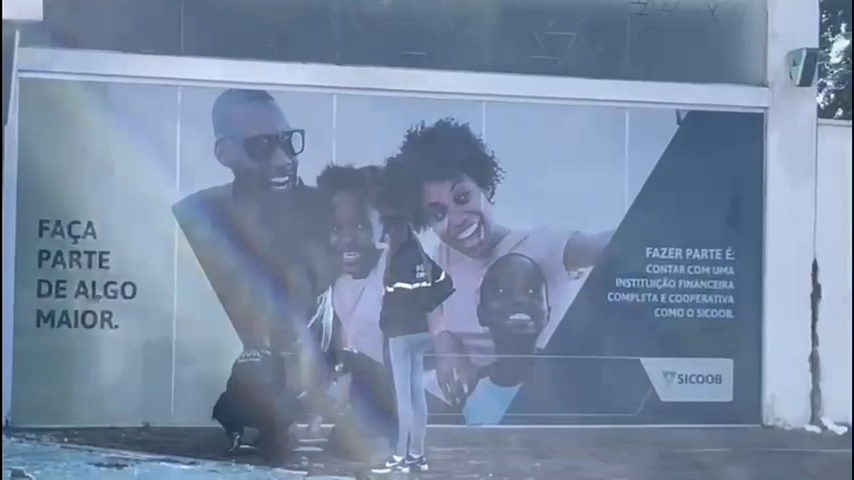 FAÇA
PARTE
DE ALGO
MAIOR.
FAZER PARTE É:
CONTAR COM UMA
INSTITUIÇÃO FINANCEIRA
COMPLETA E COOPERATIVA
COMO O SICOOB.
SICOOB